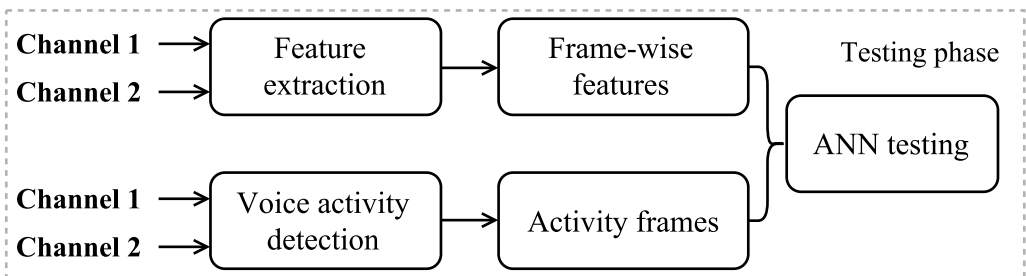 Channel 1
Channel 2
Feature
extraction
Frame-wise
features
Testing phase
ANN testing
Channel 1
Channel 2
Voice activity
detection
Activity frames